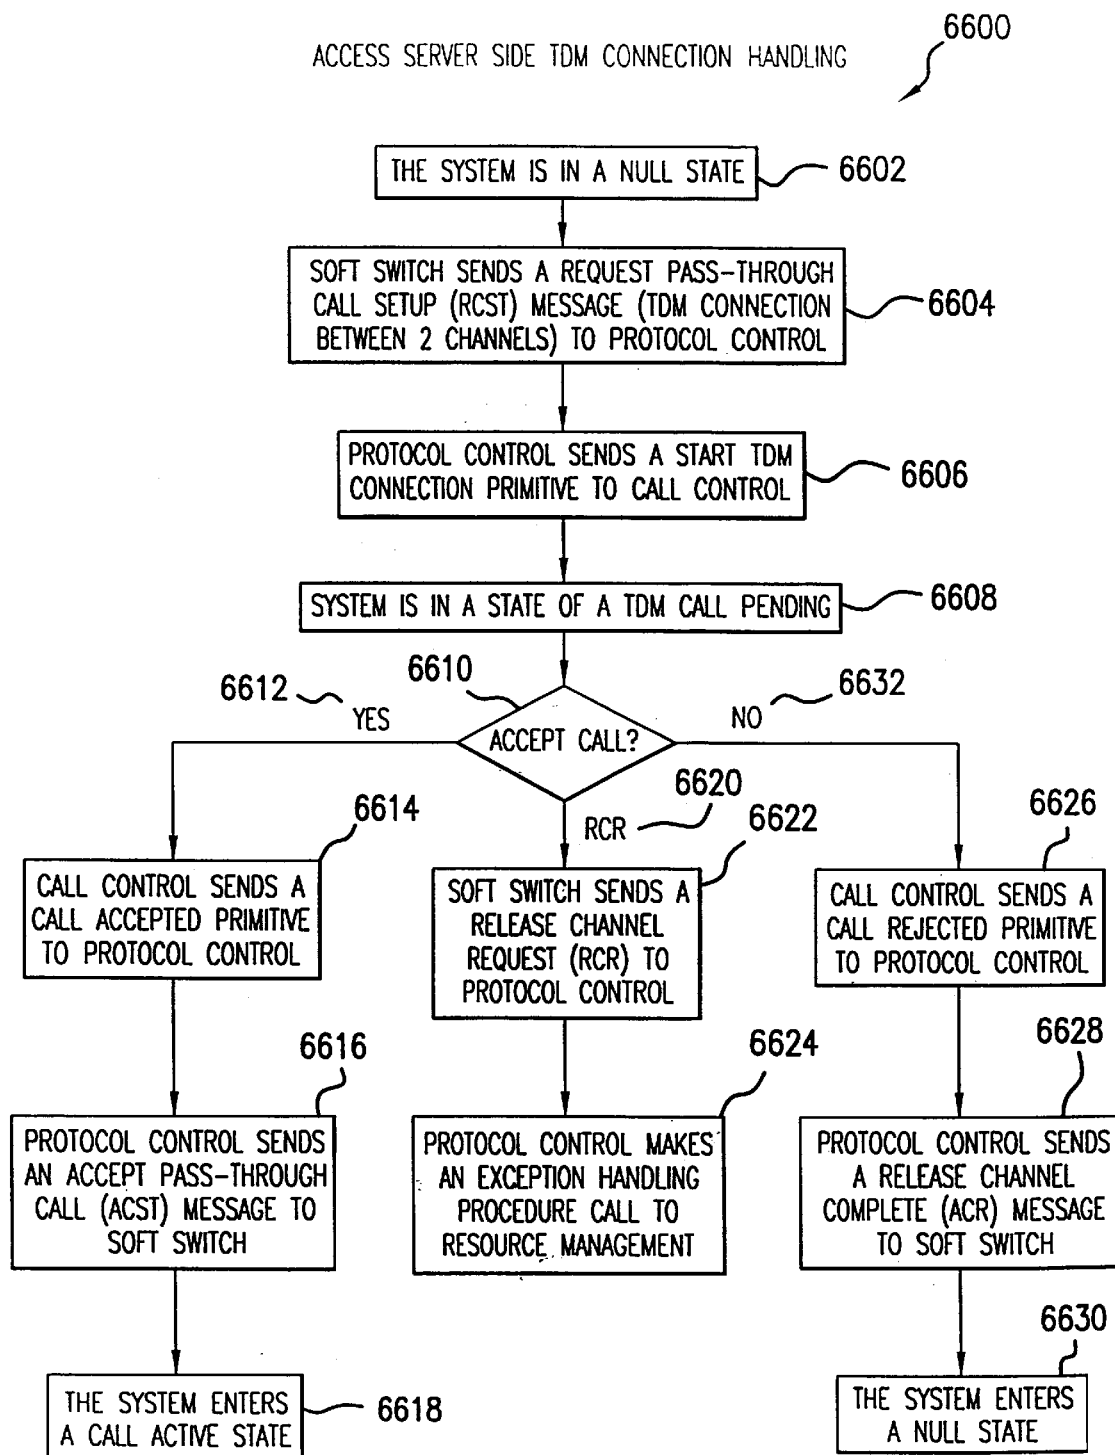 6600
ACCESS SERVER SIDE TDM CONNECTION HANDLING
THE SYSTEM IS IN A NULL STATE
6602
SOFT SWITCH SENDS A REQUEST PASS-THROUGH
CALL SETUP (RCST) MESSAGE (TDM CONNECTION
BETWEEN 2 CHANNELS) TO PROTOCOL CONTROL
6604
PROTOCOL CONTROL SENDS A START TDM
CONNECTION PRIMITIVE TO CALL CONTROL
6606
SYSTEM IS IN A STATE OF A TDM CALL PENDING
6608
6610
6612
YES
6632
NO
ACCEPT CALL?
6620
RCR
6614
CALL CONTROL SENDS A
CALL ACCEPTED PRIMITIVE
TO PROTOCOL CONTROL
6622
SOFT SWITCH SENDS A
RELEASE CHANNEL
REQUEST (RCR) TO
PROTOCOL CONTROL
6626
CALL CONTROL SENDS A
CALL REJECTED PRIMITIVE
TO PROTOCOL CONTROL
6616
PROTOCOL CONTROL SENDS
AN ACCEPT PASS-THROUGH
CALL (ACST) MESSAGE TO
SOFT SWITCH
6624
PROTOCOL CONTROL MAKES
AN EXCEPTION HANDLING
PROCEDURE CALL TO
RESOURCE MANAGEMENT
6628
PROTOCOL CONTROL SENDS
A RELEASE CHANNEL
COMPLETE (ACR) MESSAGE
TO SOFT SWITCH
THE SYSTEM ENTERS
A CALL ACTIVE STATE
6618
6630
THE SYSTEM ENTERS
A NULL STATE